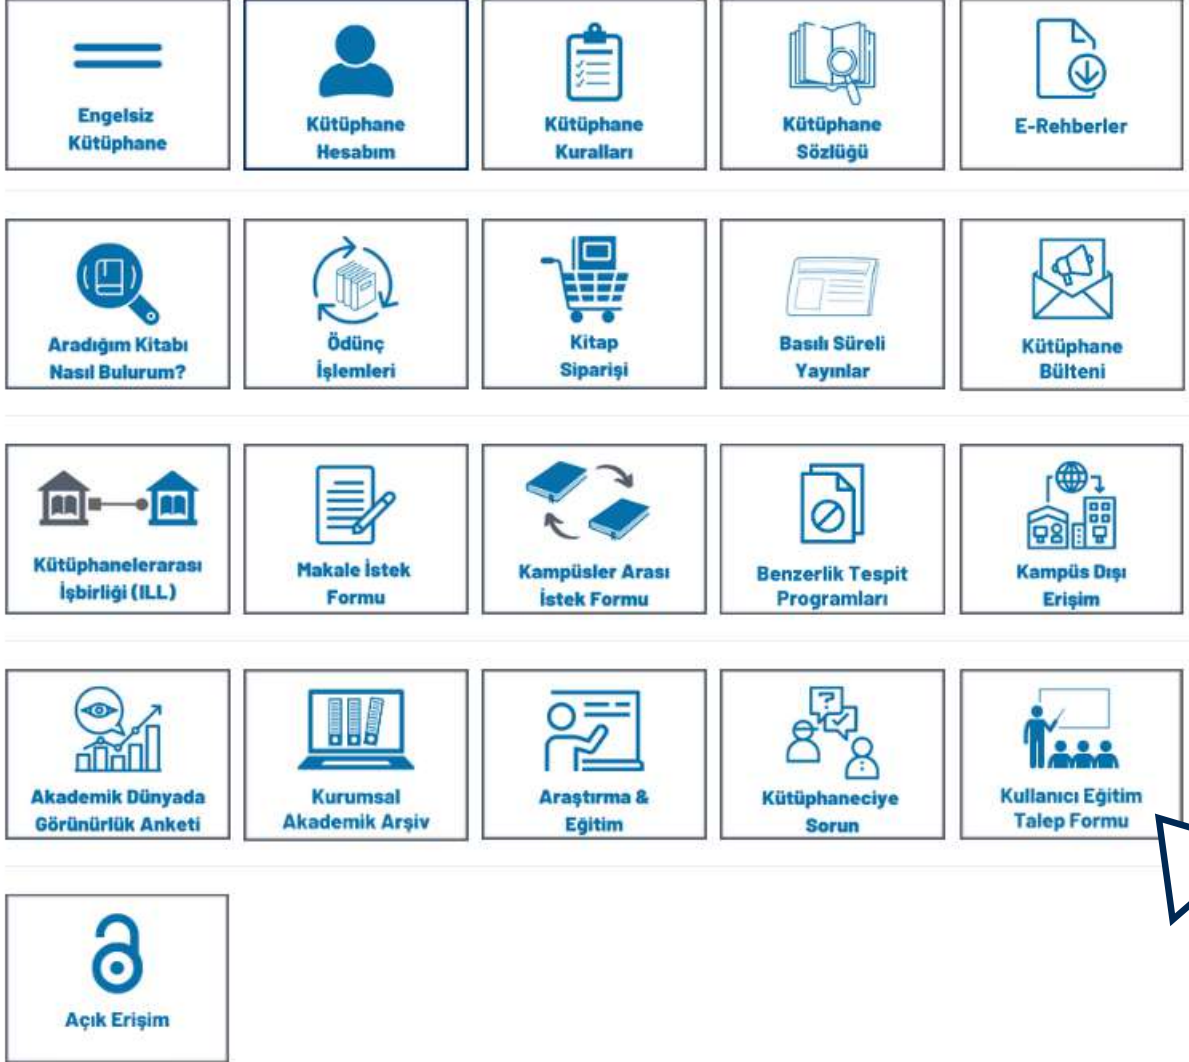 Engelsiz
Kütüphane
Kütüphane
Hesabım
Kütüphane
Kuralları
Kütüphane
Sözlüğü
E-Rehberler
Aradığım Kitabı
Nasıl Bulurum?
Ödünç
İşlemleri
Kitap
Siparişi
Basılı Süreli
Yayınlar
Kütüphane
Bülteni
Kütüphanelerarası
İşbirliği (ILL)
Makale İstek
Formu
Kampüsler Arası
İstek Formu
Benzerlik Tespit
Programları
Kampüs Dışı
Erişim
Akademik Dünyada
Görünürlük Anketi
Kurumsal
Akademik Arşiv
Araştırma &
Eğitim
Kütüphaneciye
Sorun
Kullanıcı Eğitim
Talep Formu
Açık Erişim